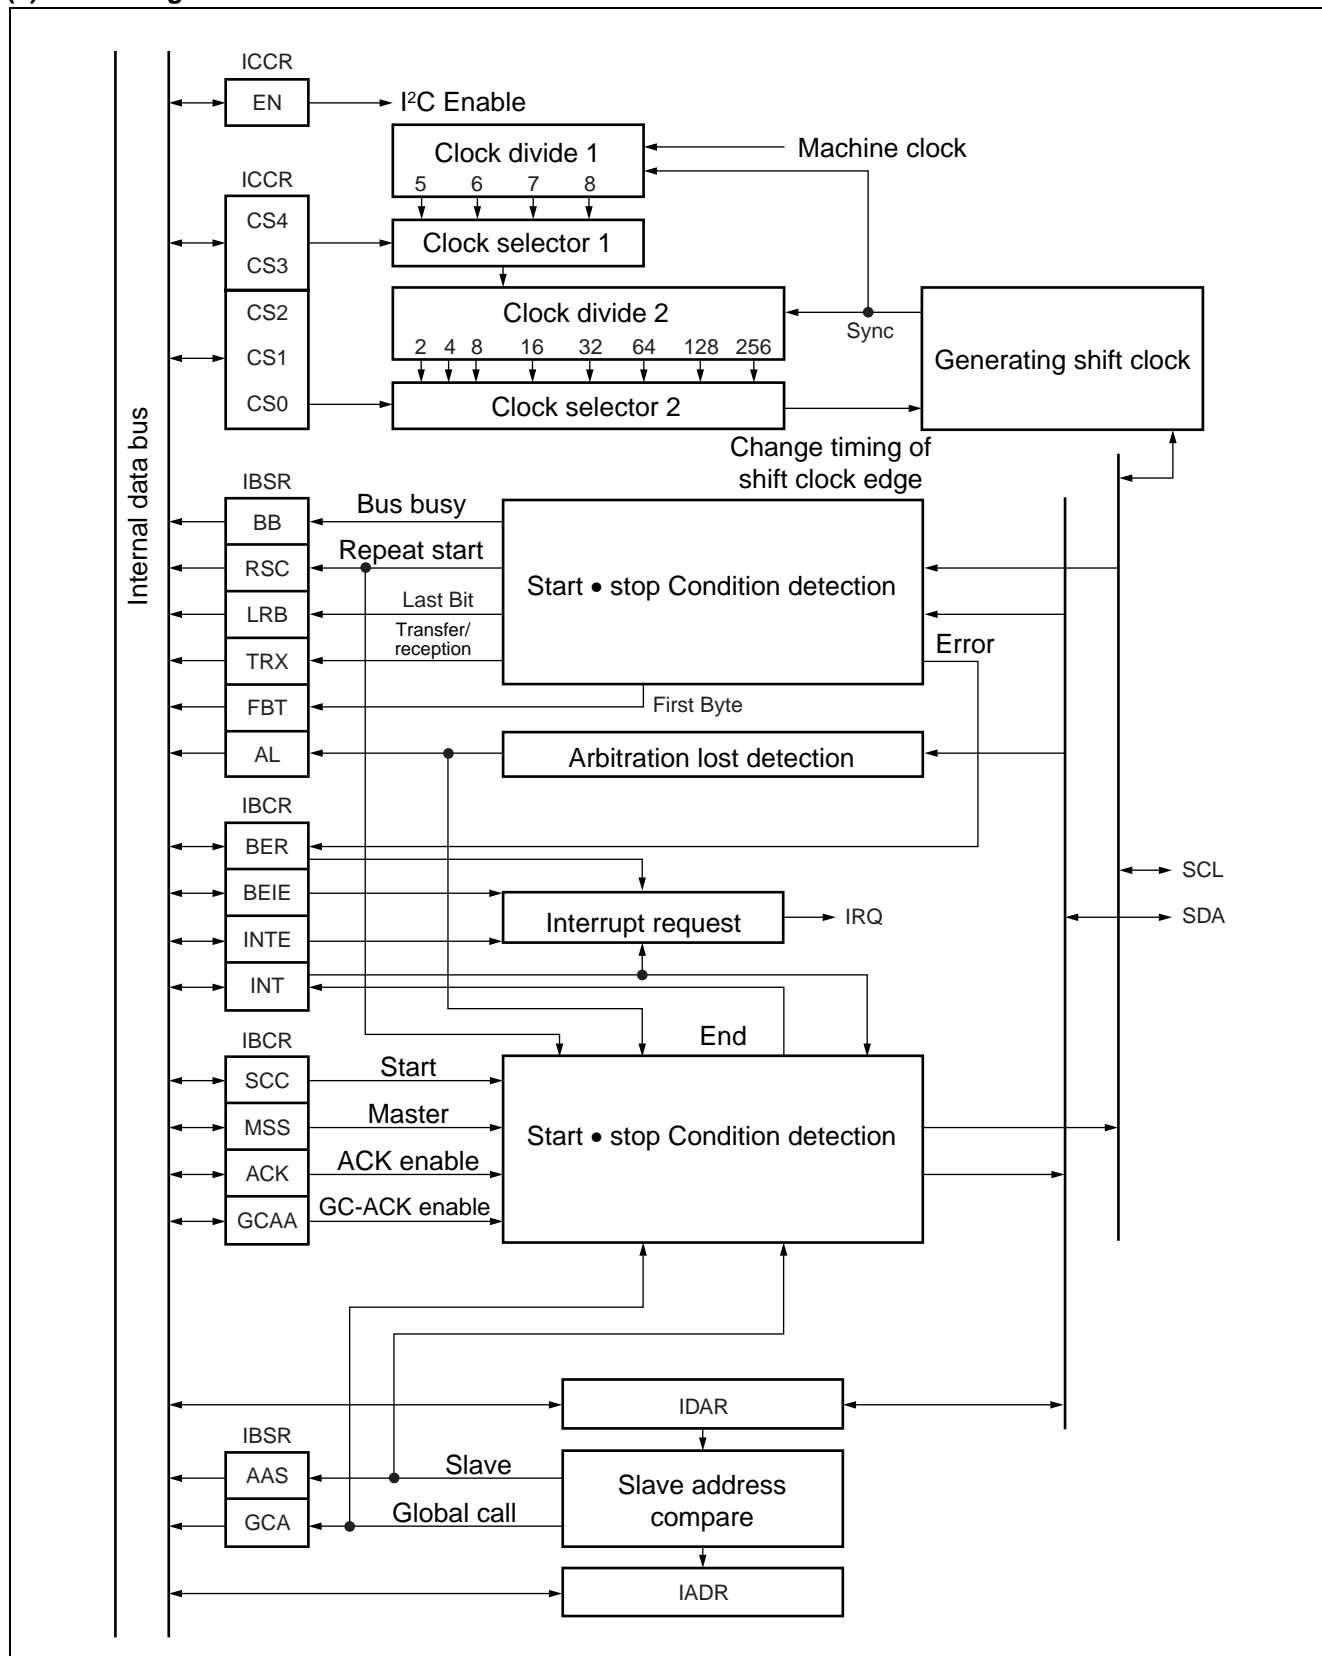 ICCR
EN
I²C Enable
Clock divide 1
Machine clock
5 6 7 8
ICCR
CS4
CS3
Clock selector 1
CS2
CS1
CS0
Clock divide 2
Sync
2 4 8 16 32 64 128 256
Clock selector 2
Generating shift clock
Change timing of
shift clock edge
Internal data bus
IBSR
BB
Bus busy
RSC
Repeat start
LRB
Last Bit
TRX
Transfer/
reception
FBT
First Byte
AL
Start • stop Condition detection
Error
Arbitration lost detection
IBCR
BER
BEIE
INTE
INT
Interrupt request
IRQ
SCL
SDA
End
IBCR
SCC
Start
MSS
Master
ACK
ACK enable
GCAA
GC-ACK enable
Start • stop Condition detection
IDAR
IBSR
AAS
Slave
GCA
Global call
Slave address
compare
IADR